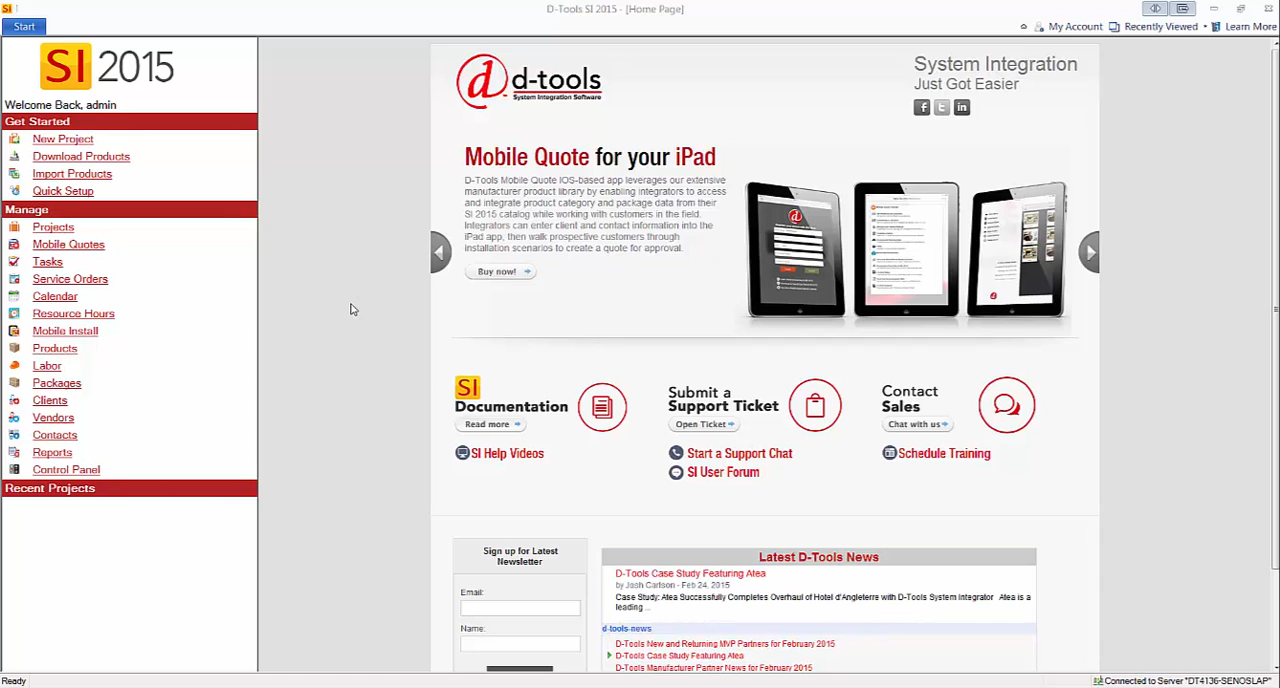 SI
D-Tools SI 2015 - [Home Page]
Start
My Account
Recently Viewed
Learn More
SI 2015
Welcome Back, admin
Get Started
New Project
Download Products
Import Products
Quick Setup
Manage
Projects
Mobile Quotes
Tasks
Service Orders
Calendar
Resource Hours
Mobile Install
Products
Labor
Packages
Clients
Vendors
Contacts
Reports
Control Panel
Recent Projects
d d-tools
System Integration Software
System Integration
Just Got Easier
f t in
Mobile Quote for your iPad
D-Tools Mobile Quote IOS-based app leverages our extensive
manufacturer product library by enabling integrators to access
and integrate product category and package data from their
SI 2015 catalog while working with customers in the field.
Integrators can enter client and contact information into the
iPad app, then walk prospective customers through
installation scenarios to create a quote for approval.
Buy now!
SI
Documentation
Read more
SI Help Videos
Submit a
Support Ticket
Open Ticket
Start a Support Chat
SI User Forum
Contact
Sales
Chat with us
Schedule Training
Sign up for Latest
Newsletter
Email:
Name:
Latest D-Tools News
D-Tools Case Study Featuring Atea
by Josh Carlson - Feb 24, 2015
Case Study: Atea Successfully Completes Overhaul of Hotel d'Angleterre with D-Tools System Integrator Atea is a
leading ...
d-tools-news
D-Tools New and Returning MVP Partners for February 2015
D-Tools Case Study Featuring Atea
D-Tools Manufacturer Partner News for February 2015
Ready
Connected to Server "DT4136-SENOSLAP"